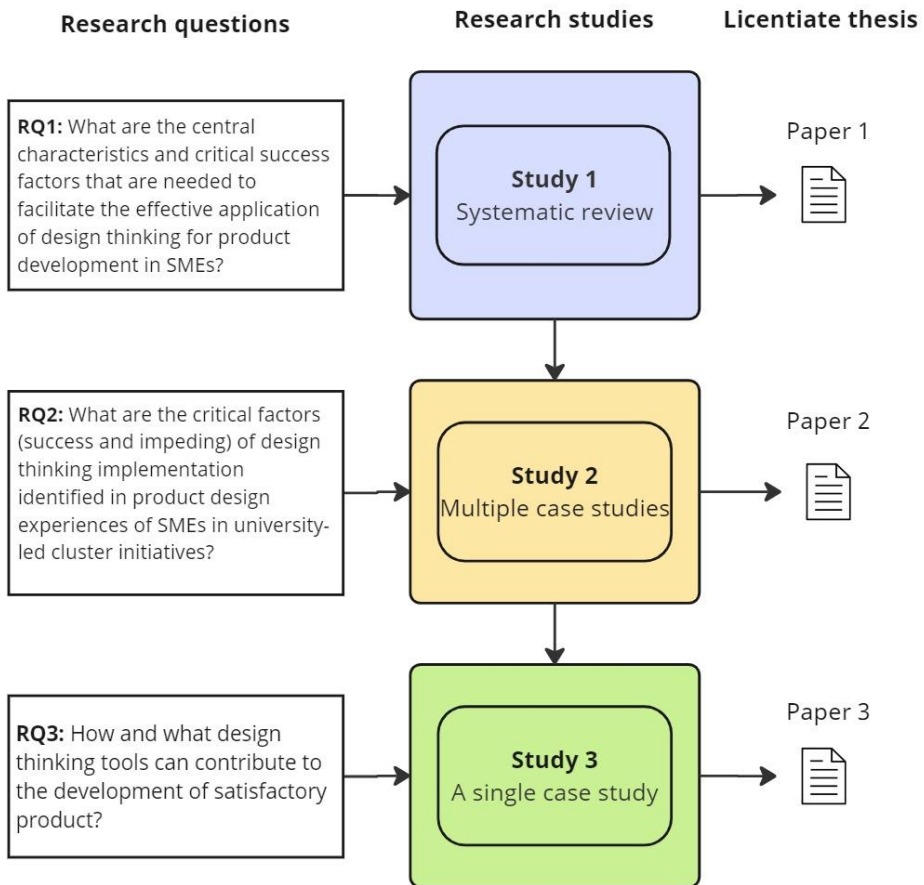 Research questions
Research studies
Licentiate thesis
RQ1: What are the central
characteristics and critical success
factors that are needed to
facilitate the effective application
of design thinking for product
development in SMEs?
Study 1
Systematic review
Paper 1
RQ2: What are the critical factors
(success and impeding) of design
thinking implementation
identified in product design
experiences of SMEs in university-
led cluster initiatives?
Study 2
Multiple case studies
Paper 2
RQ3: How and what design
thinking tools can contribute to
the development of satisfactory
product?
Study 3
A single case study
Paper 3